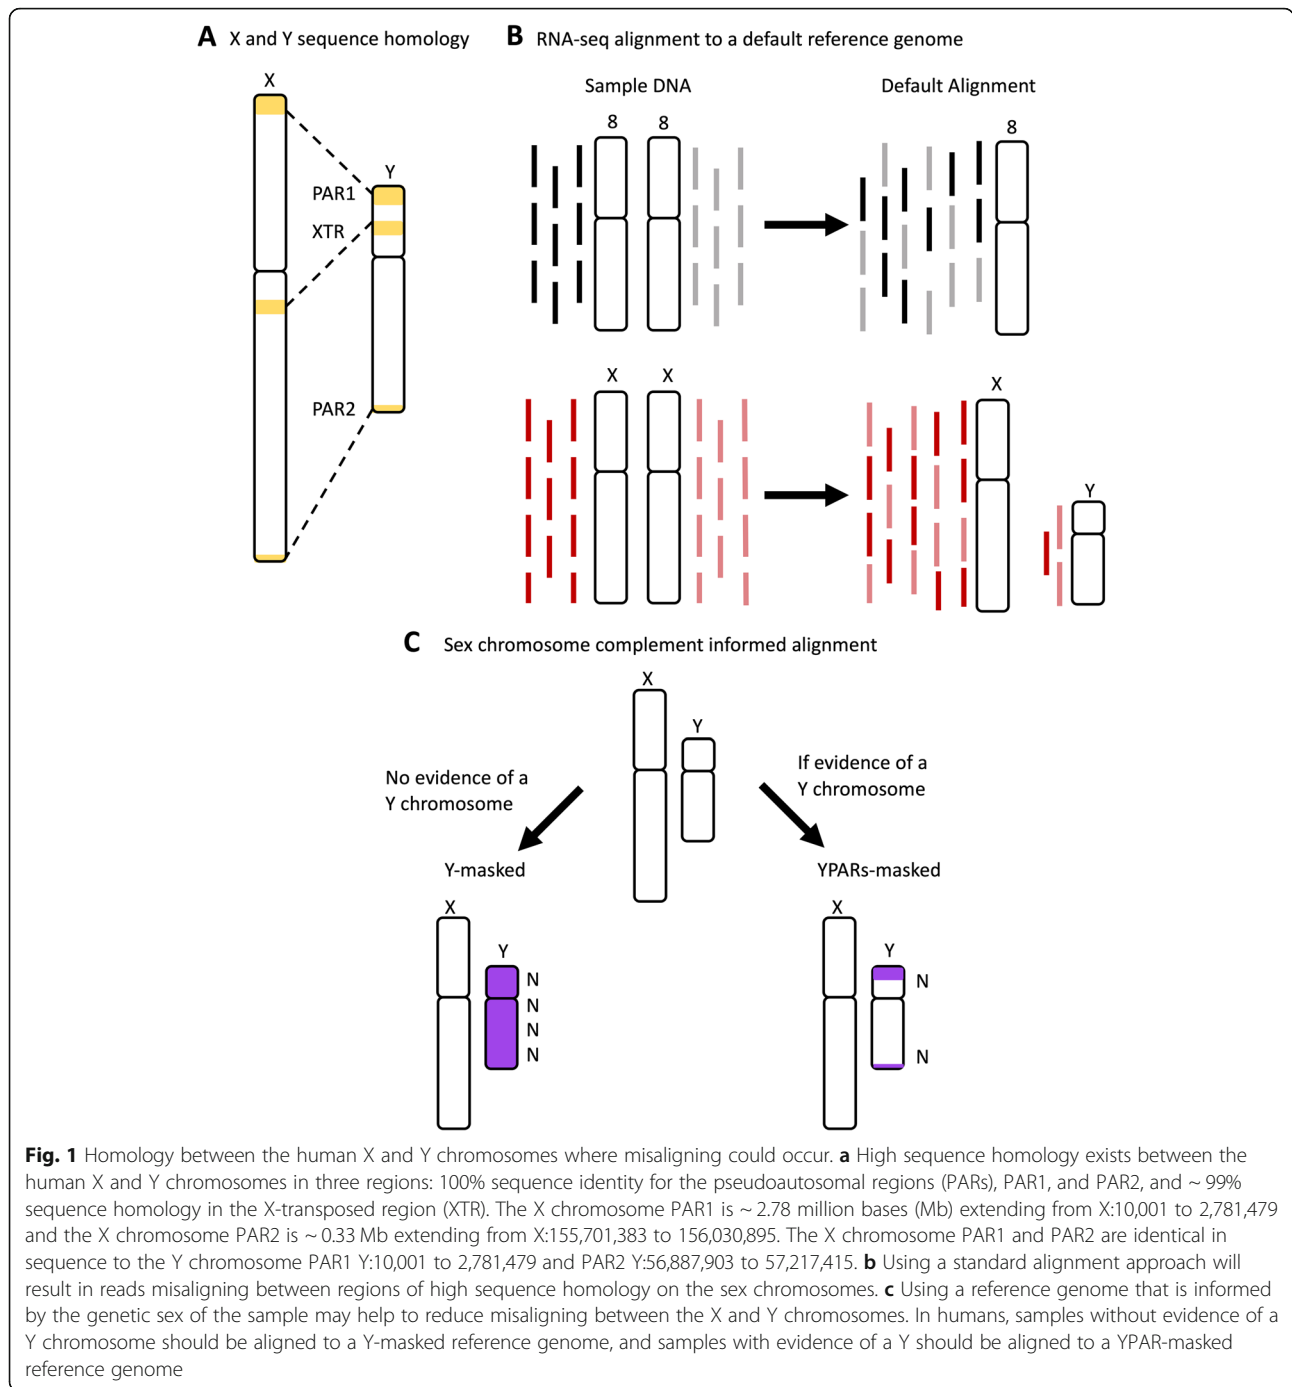 A X and Y sequence homology
X
Y
PAR1
XTR
PAR2
B RNA-seq alignment to a default reference genome
Sample DNA
Default Alignment
8
8
8
X
X
X
Y
C Sex chromosome complement informed alignment
X
Y
No evidence of a
Y chromosome
If evidence of a
Y chromosome
Y-masked
X
Y
N
N
N
N
YPARs-masked
X
Y
N
N
Fig. 1 Homology between the human X and Y chromosomes where misaligning could occur. a High sequence homology exists between the
human X and Y chromosomes in three regions: 100% sequence identity for the pseudoautosomal regions (PARs), PAR1, and PAR2, and ~ 99%
sequence homology in the X-transposed region (XTR). The X chromosome PAR1 is ~ 2.78 million bases (Mb) extending from X:10,001 to 2,781,479
and the X chromosome PAR2 is ~ 0.33 Mb extending from X:155,701,383 to 156,030,895. The X chromosome PAR1 and PAR2 are identical in
sequence to the Y chromosome PAR1 Y:10,001 to 2,781,479 and PAR2 Y:56,887,903 to 57,217,415. b Using a standard alignment approach will
result in reads misaligning between regions of high sequence homology on the sex chromosomes. c Using a reference genome that is informed
by the genetic sex of the sample may help to reduce misaligning between the X and Y chromosomes. In humans, samples without evidence of a
Y chromosome should be aligned to a Y-masked reference genome, and samples with evidence of a Y should be aligned to a YPAR-masked
reference genome